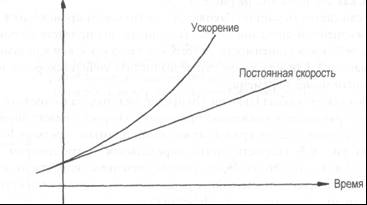 Ускорение
Постоянная скорость
Время